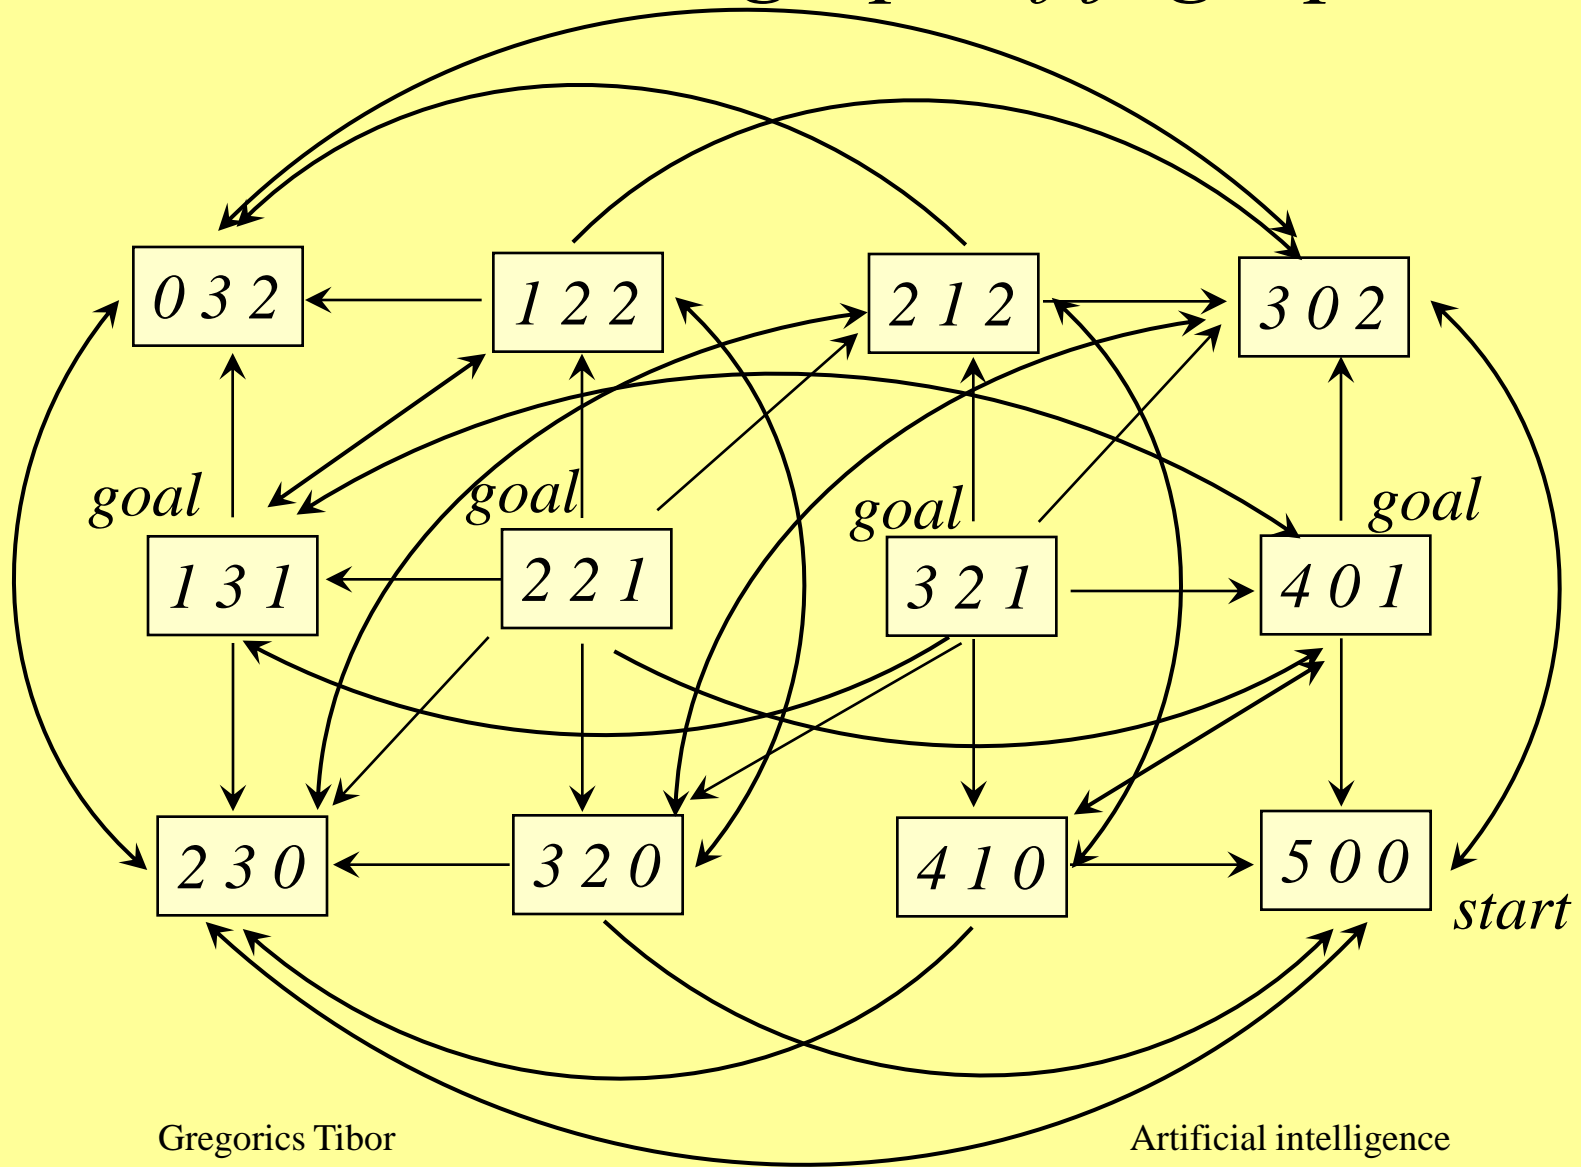 0 3 2
1 2 2
2 1 2
3 0 2
goal
goal
goal
goal
1 3 1
2 2 1
3 2 1
4 0 1
2 3 0
3 2 0
4 1 0
5 0 0
start
Gregorics Tibor
Artificial intelligence